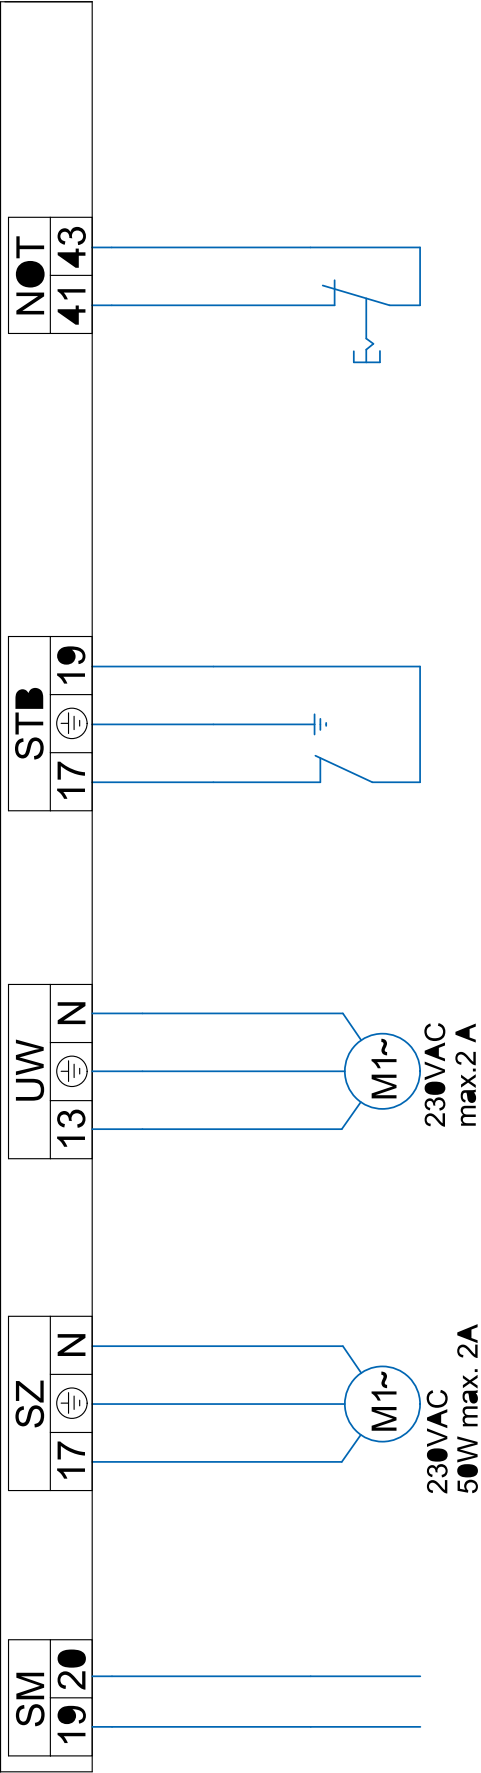 SM
19 20
SZ
17 N
M1~
230VAC
50W max. 2A
UW
13 N
M1~
230VAC
max.2 A
STB
17 19
NOT
41 43